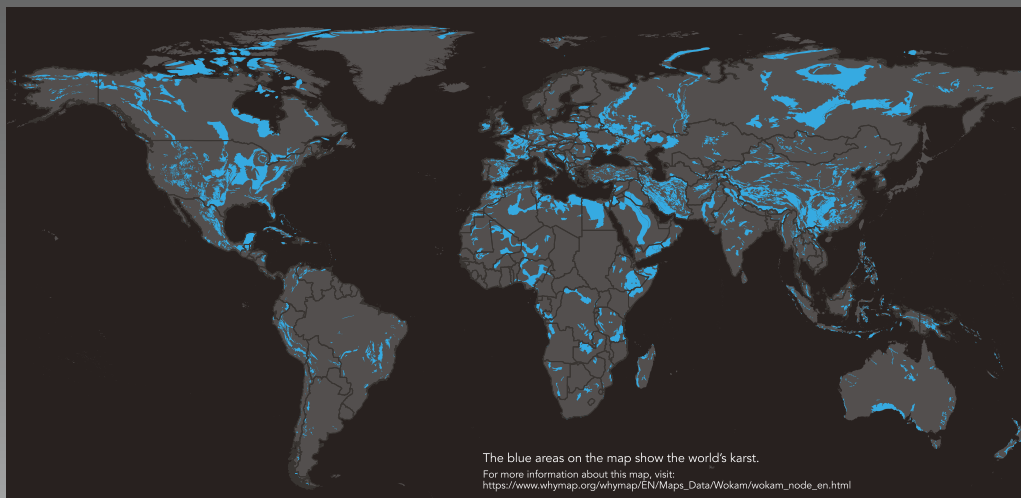 The blue areas on the map show the world's karst.
For more information about this map, visit:
https://www.whymap.org/whymap/EN/Maps_Data/Wokam/wokam_node_en.html